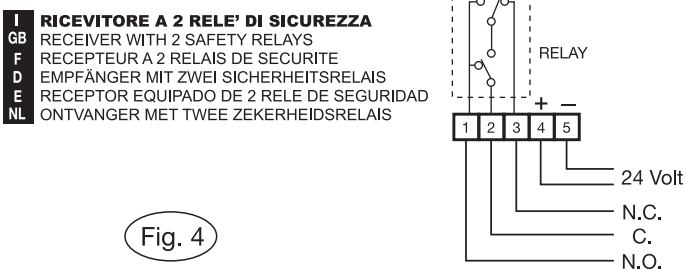 I RICEVITORE A 2 RELE' DI SICUREZZA
GB RECEIVER WITH 2 SAFETY RELAYS
F RECEPTEUR A 2 RELAIS DE SECURITE
D EMPFÄNGER MIT ZWEI SICHERHEITSRELAIS
E RECEPTOR EQUIPADO DE 2 RELE DE SEGURIDAD
NL ONTVANGER MET TWEE ZEKERHEIDSRELAIS
RELAY
+ −
1 2 3 4 5
24 Volt
N.C.
C.
N.O.
Fig. 4